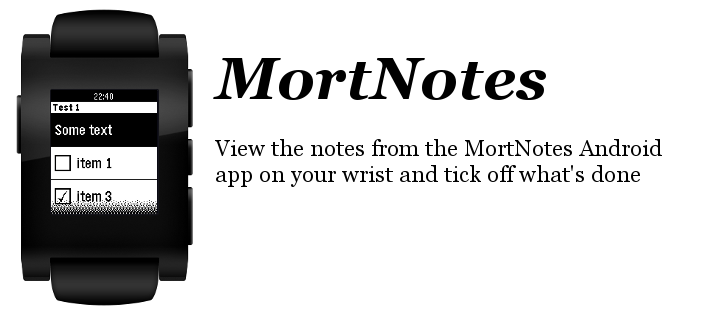 22:40
Test 1
Some text
item 1
item 3
MortNotes
View the notes from the MortNotes Android
app on your wrist and tick off what's done